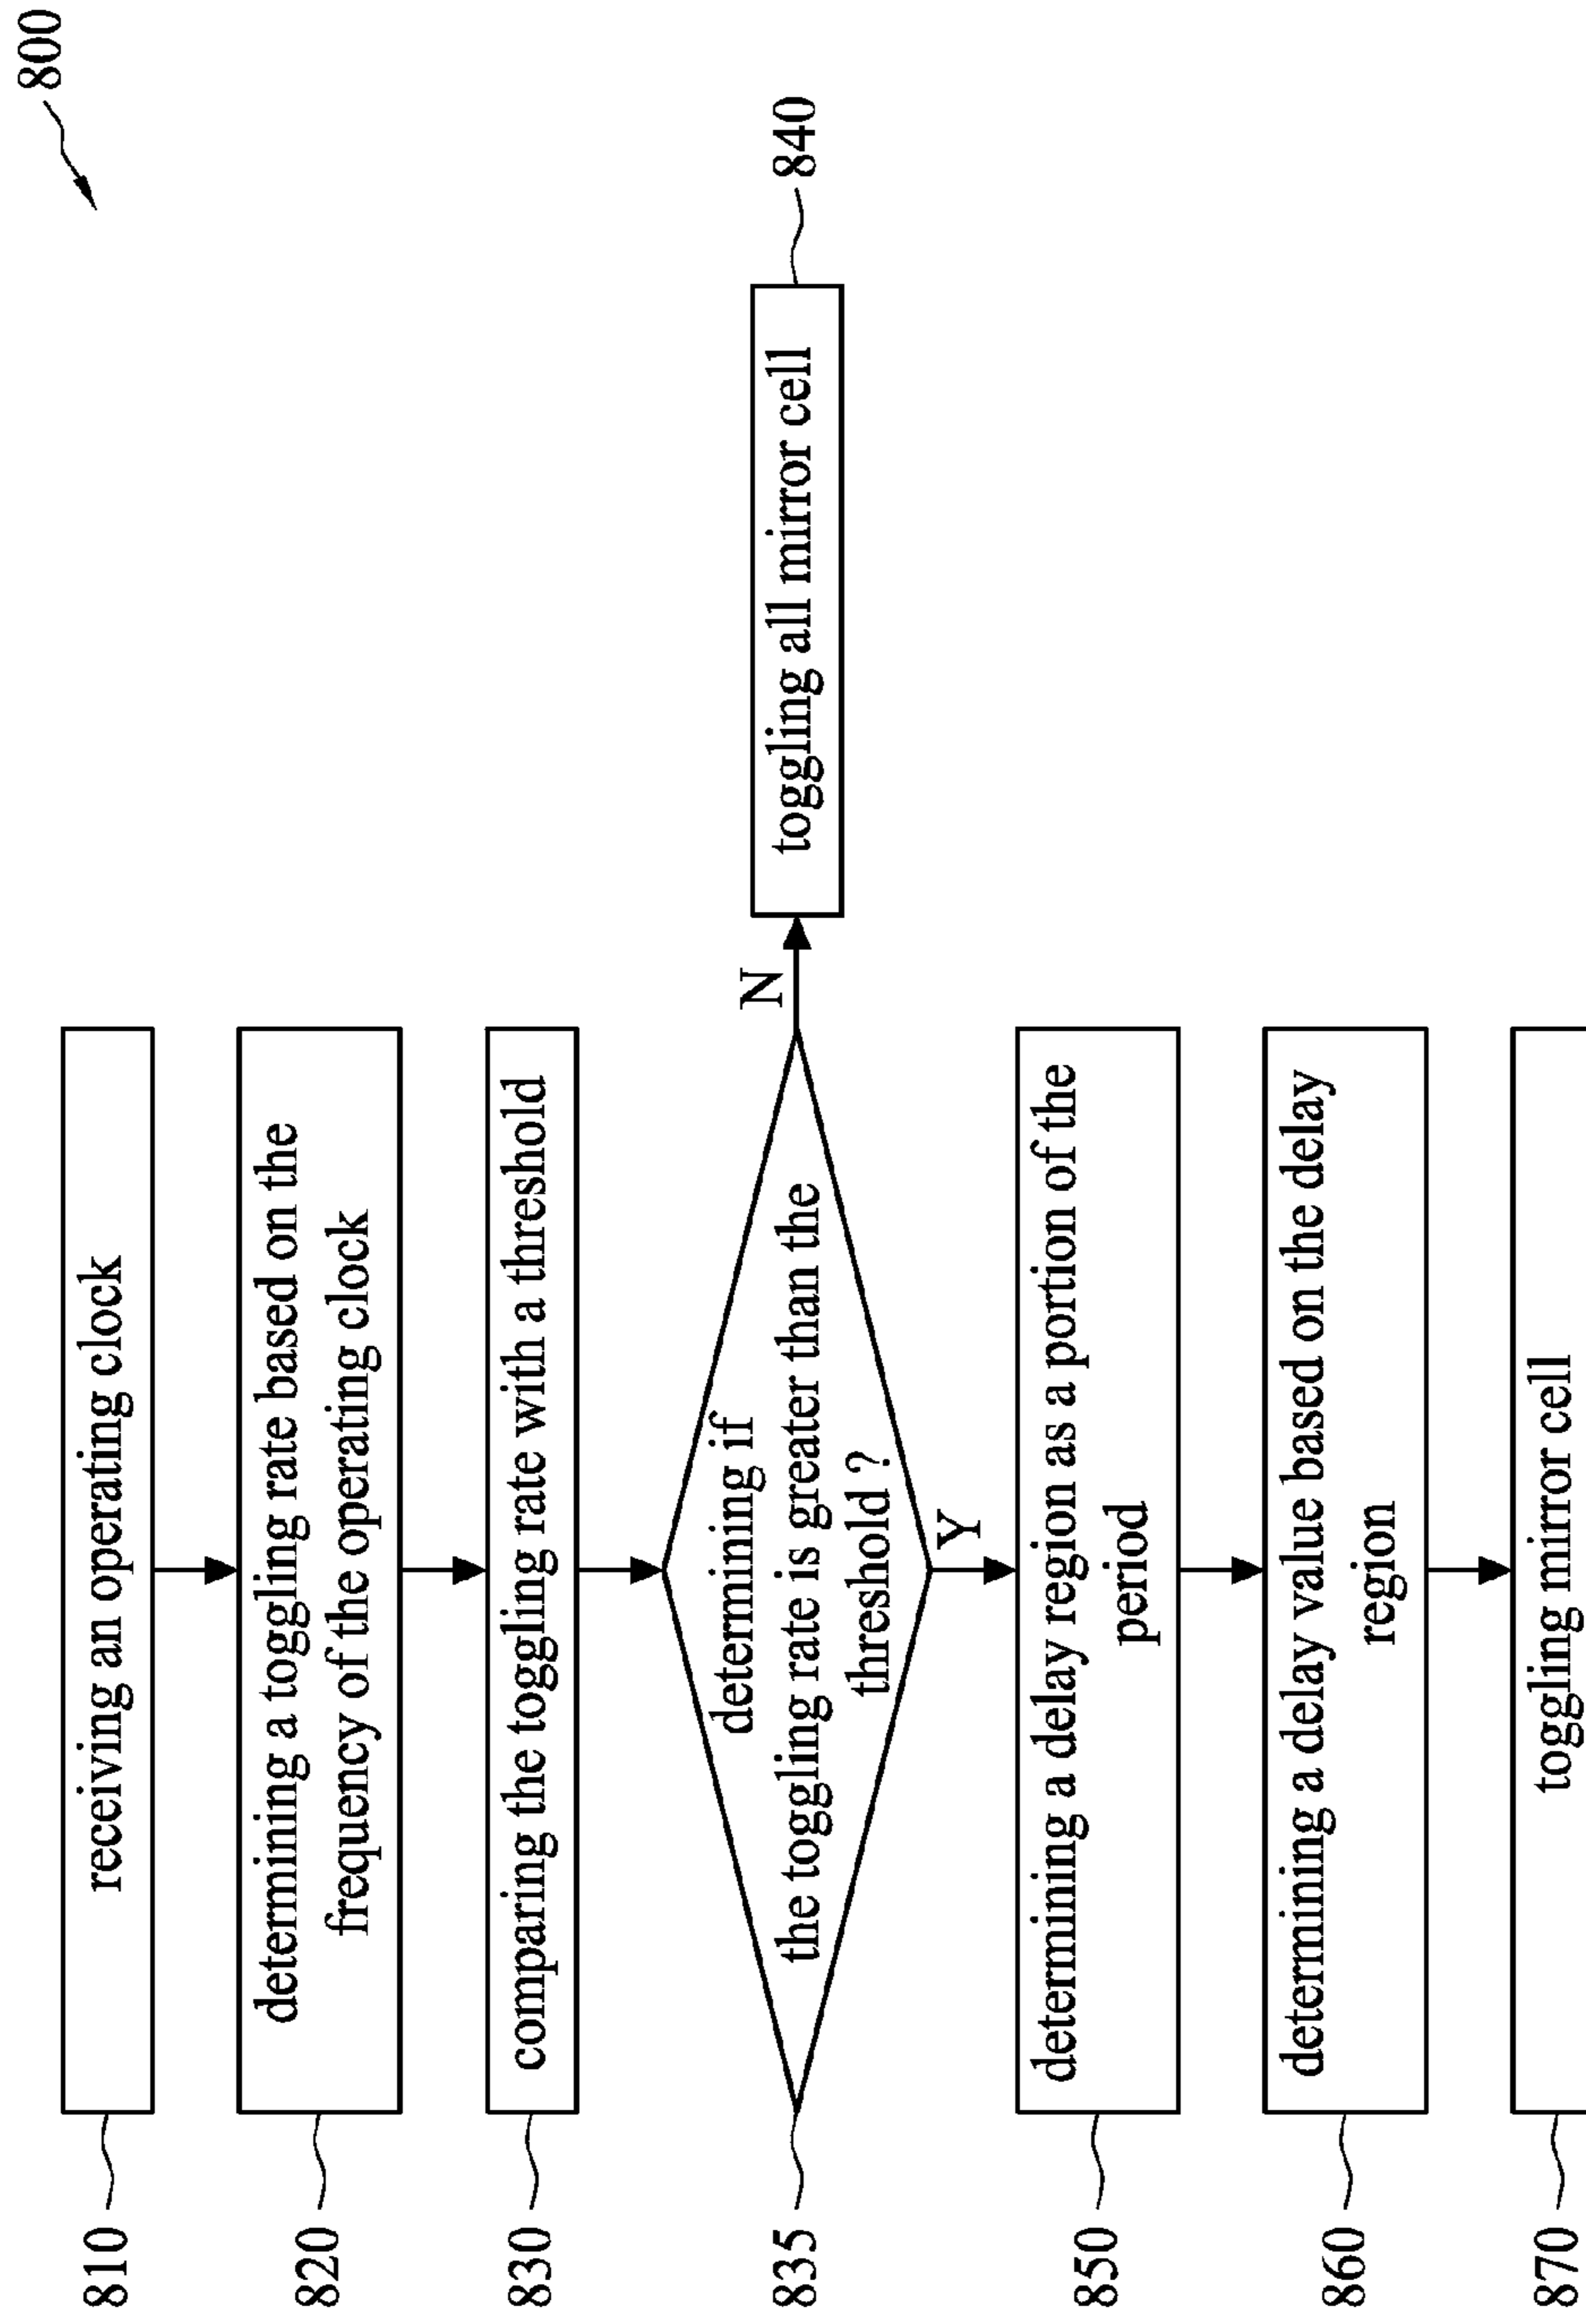 800
810
receiving an operating clock
820
determining a toggling rate based on the
frequency of the operating clock
830
comparing the toggling rate with a threshold
835
determining if
the toggling rate is greater than the
threshold ?
N
840
toggling all mirror cell
Y
850
determining a delay region as a portion of the
period
860
determining a delay value based on the delay
region
870
toggling mirror cell